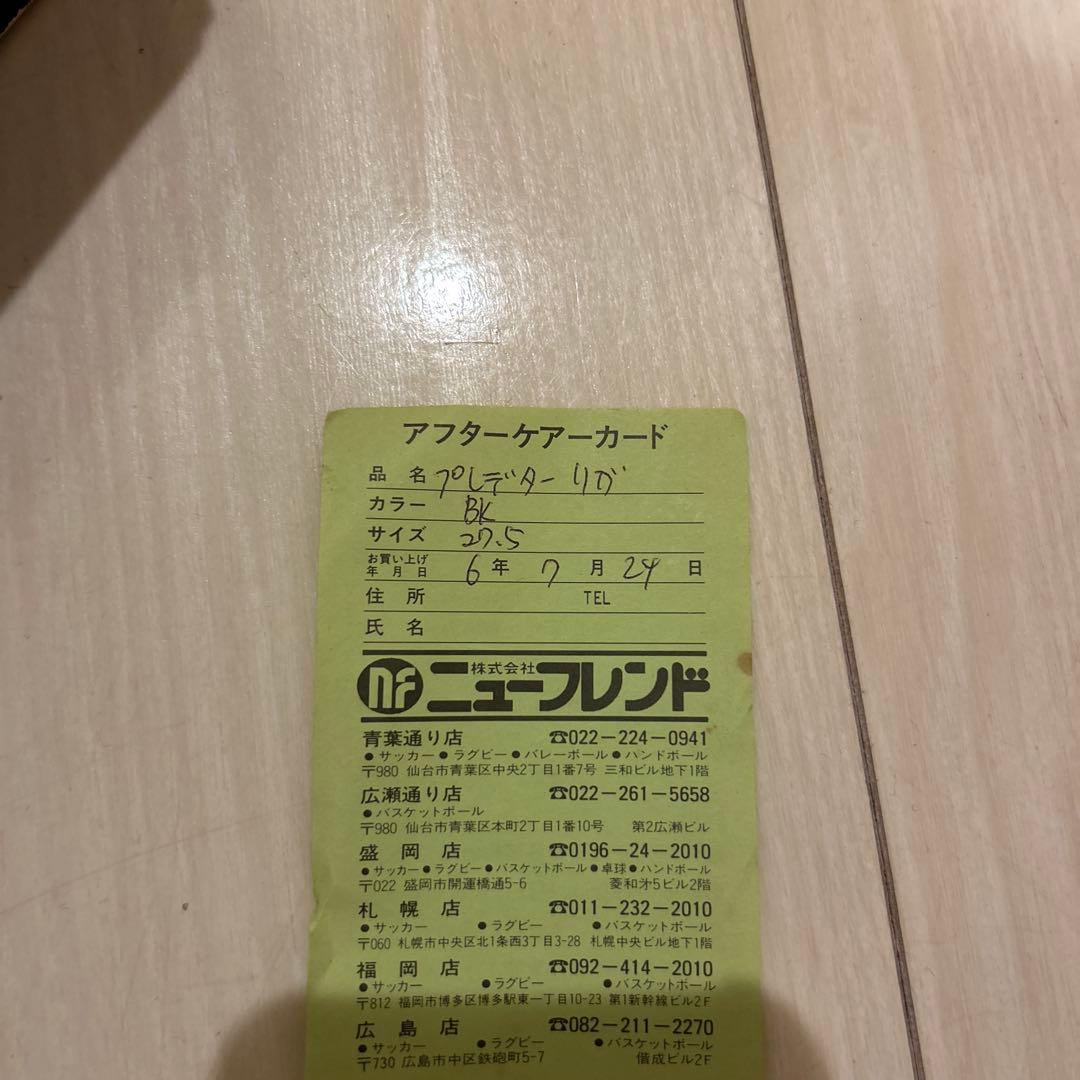 アフターケアーカード
品名 プレデター リガ
カラー BK
サイズ 27.5
お買い上げ年月日 6年 7月 24日
住所 TEL
氏名
nf 株式会社 ニューフレンド
青葉通り店 ☎022-224-0941
●サッカー ●ラグビー ●バレーボール ●ハンドボール
〒980 仙台市青葉区中央2丁目1番7号 三和ビル地下1階
広瀬通り店 ☎022-261-5658
●バスケットボール
〒980 仙台市青葉区本町2丁目1番10号 第2広瀬ビル
盛岡店 ☎0196-24-2010
●サッカー ●ラグビー ●バスケットボール ●卓球 ●ハンドボール
〒022 盛岡市開運橋通5-6 菱和才5ビル2階
札幌店 ☎011-232-2010
●サッカー ●ラグビー ●バスケットボール
〒060 札幌市中央区北1条西3丁目3-28 札幌中央ビル地下1階
福岡店 ☎092-414-2010
●サッカー ●ラグビー ●バスケットボール
〒812 福岡市博多区博多駅東一丁目10-23 第1新幹線ビル2F
広島店 ☎082-211-2270
●サッカー ●ラグビー ●バスケットボール
〒730 広島市中区鉄砲町5-7 偕成ビル2F